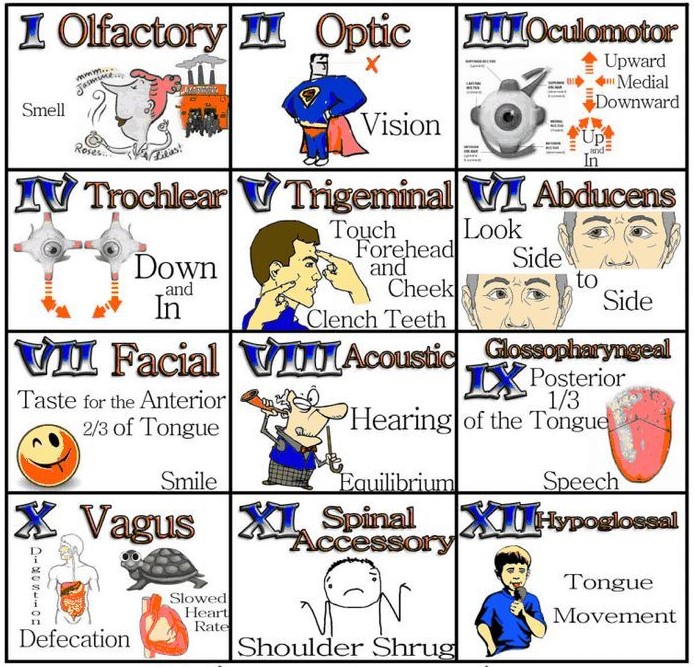 I Olfactory
mmm...
Jasmine...
Smell
Roses...
Lilies!
II Optic
X
Vision
III Oculomotor
Upward
Medial
Downward
Up
and
In
IV Trochlear
Down
and
In
V Trigeminal
Touch
Forehead
and
Cheek
Clench Teeth
VI Abducens
Look
Side
to
Side
VII Facial
Taste for the Anterior
2/3 of Tongue
Smile
VIII Acoustic
Hearing
Equilibrium
Glossopharyngeal
IX Posterior
1/3
of the Tongue
Speech
X Vagus
Digestion
Slowed
Heart
Rate
Defecation
XI Spinal
Accessory
Shoulder Shrug
XII Hypoglossal
Tongue
Movement